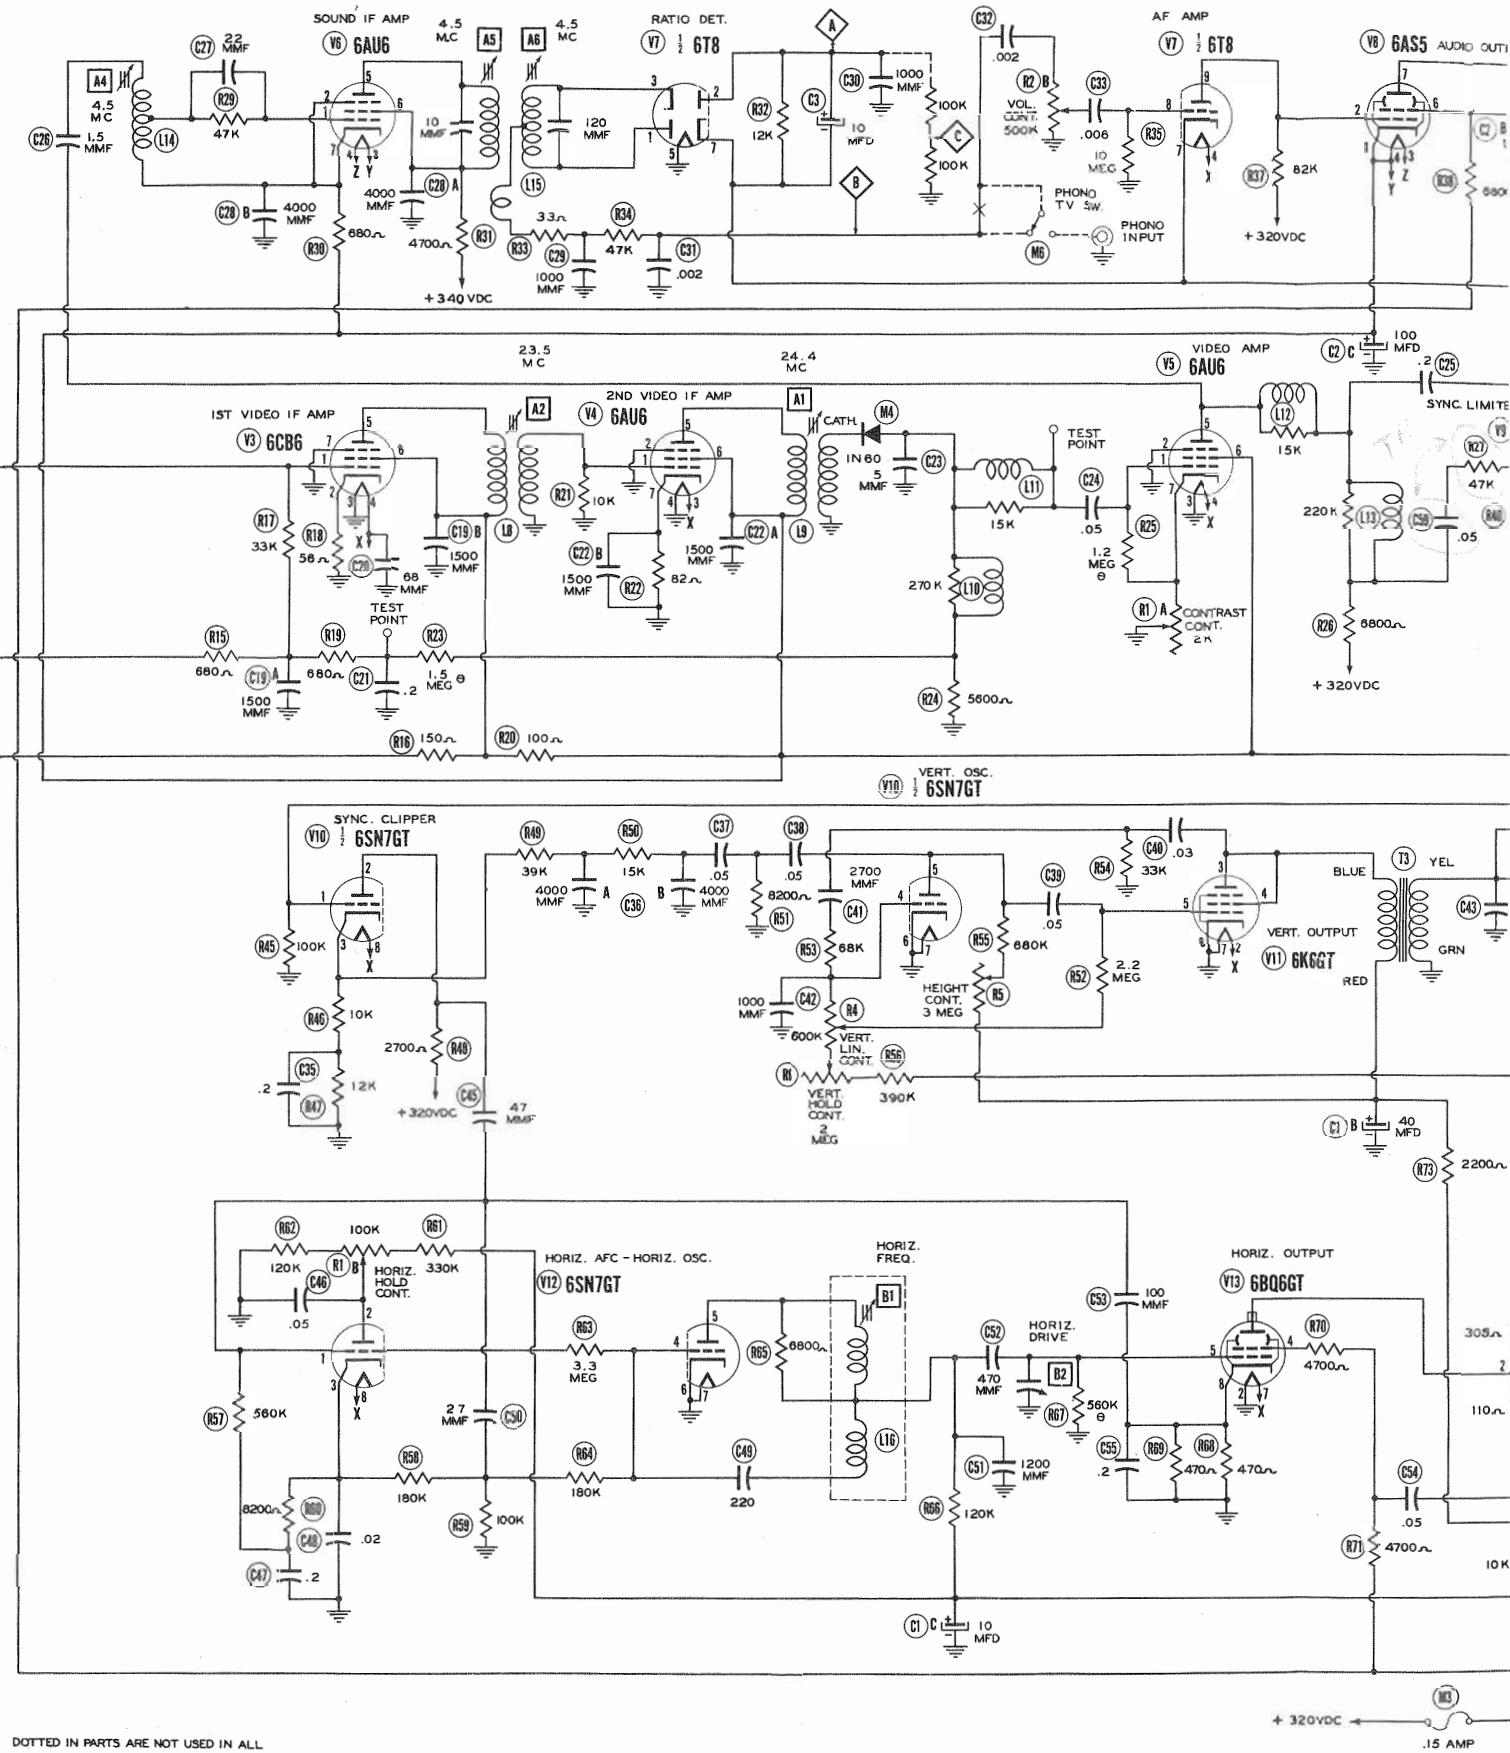 SOUND IF AMP
V6 6AU6
4.5 MC
A5
A6
4.5 MC
RATIO DET.
V7 ½ 6T8
A
C32
.002
AF AMP
V7 ½ 6T8
V8 6AS5
C27
22 MMF
A4
4.5 MC
R29
47K
C26
1.5 MMF
L14
C28 B
4000 MMF
R30
680Ω
4000 MMF
C28 A
4700Ω
R31
+340 VDC
10 MMF
120 MMF
L15
33Ω
R33
C29
1000 MMF
R34
47K
C31
.002
R32
12K
C3
10 MFD
C30
1000 MMF
100K
C
100K
B
R2 B
VOL. CONT. 500K
C33
.006
R35
10 MEG
PHONO TV SW.
PHONO INPUT
M6
R37
82K
+320VDC
R38
C2 C
100 MFD
.2 C25
23.5 MC
24.4 MC
VIDEO AMP
V5 6AU6
1ST VIDEO IF AMP
V3 6CB6
A2
2ND VIDEO IF AMP
V4 6AU6
A1
CATH.
M4
1N60
5 MMF
C23
TEST POINT
L11
15K
C24
.05
R25
1.2 MEG θ
L12
15K
R27
47K
R17
33K
R18
56Ω
C20
68 MMF
C19 B
1500 MMF
L8
R21
10K
C22 B
1500 MMF
R22
82Ω
C22 A
1500 MMF
L9
270K
L10
R1 A
CONTRAST CONT. 2K
220K
L13
.05
R26
6800Ω
+320VDC
R15
680Ω
C19 A
1500 MMF
R19
680Ω
TEST POINT
C21
.2
R23
1.5 MEG θ
R24
5600Ω
R16
150Ω
R20
100Ω
VERT. OSC.
V10 ½ 6SN7GT
SYNC. CLIPPER
V10 ½ 6SN7GT
R49
39K
R50
15K
4000 MMF
A
C36
B
4000 MMF
C37
.05
C38
.05
8200Ω
R51
2700 MMF
C41
R53
68K
R54
C40
.03
33K
C39
.05
R55
680K
R52
2.2 MEG
VERT. OUTPUT
V11 6K6GT
BLUE
RED
T3
YEL
GRN
C43
R45
100K
R46
10K
.2
C35
12K
R47
2700Ω
R48
+320VDC
C45
47 MMF
1000 MMF
C42
R4
600K
VERT. LIN. CONT.
HEIGHT CONT. 3 MEG
R5
VERT. HOLD CONT. 2 MEG
R56
390K
C1 B
40 MFD
R73
2200Ω
R62
120K
100K
R1 B
HORIZ. HOLD CONT.
R61
330K
C46
.05
HORIZ. AFC - HORIZ. OSC.
V12 6SN7GT
HORIZ. FREQ.
B1
R63
3.3 MEG
R65
6800Ω
L16
C49
220
R64
180K
27 MMF
C50
R57
560K
R58
180K
R59
100K
8200Ω
R60
C48
.02
C47
.2
C52
470 MMF
HORIZ. DRIVE
B2
R67
560K θ
C51
1200 MMF
R66
120K
C53
100 MMF
HORIZ. OUTPUT
V13 6BQ6GT
R70
4700Ω
C55
.2
R69
470Ω
R68
470Ω
C54
.05
R71
4700Ω
110Ω
10K
C1 C
10 MFD
M3
+ 320VDC
.15 AMP
DOTTED IN PARTS ARE NOT USED IN ALL